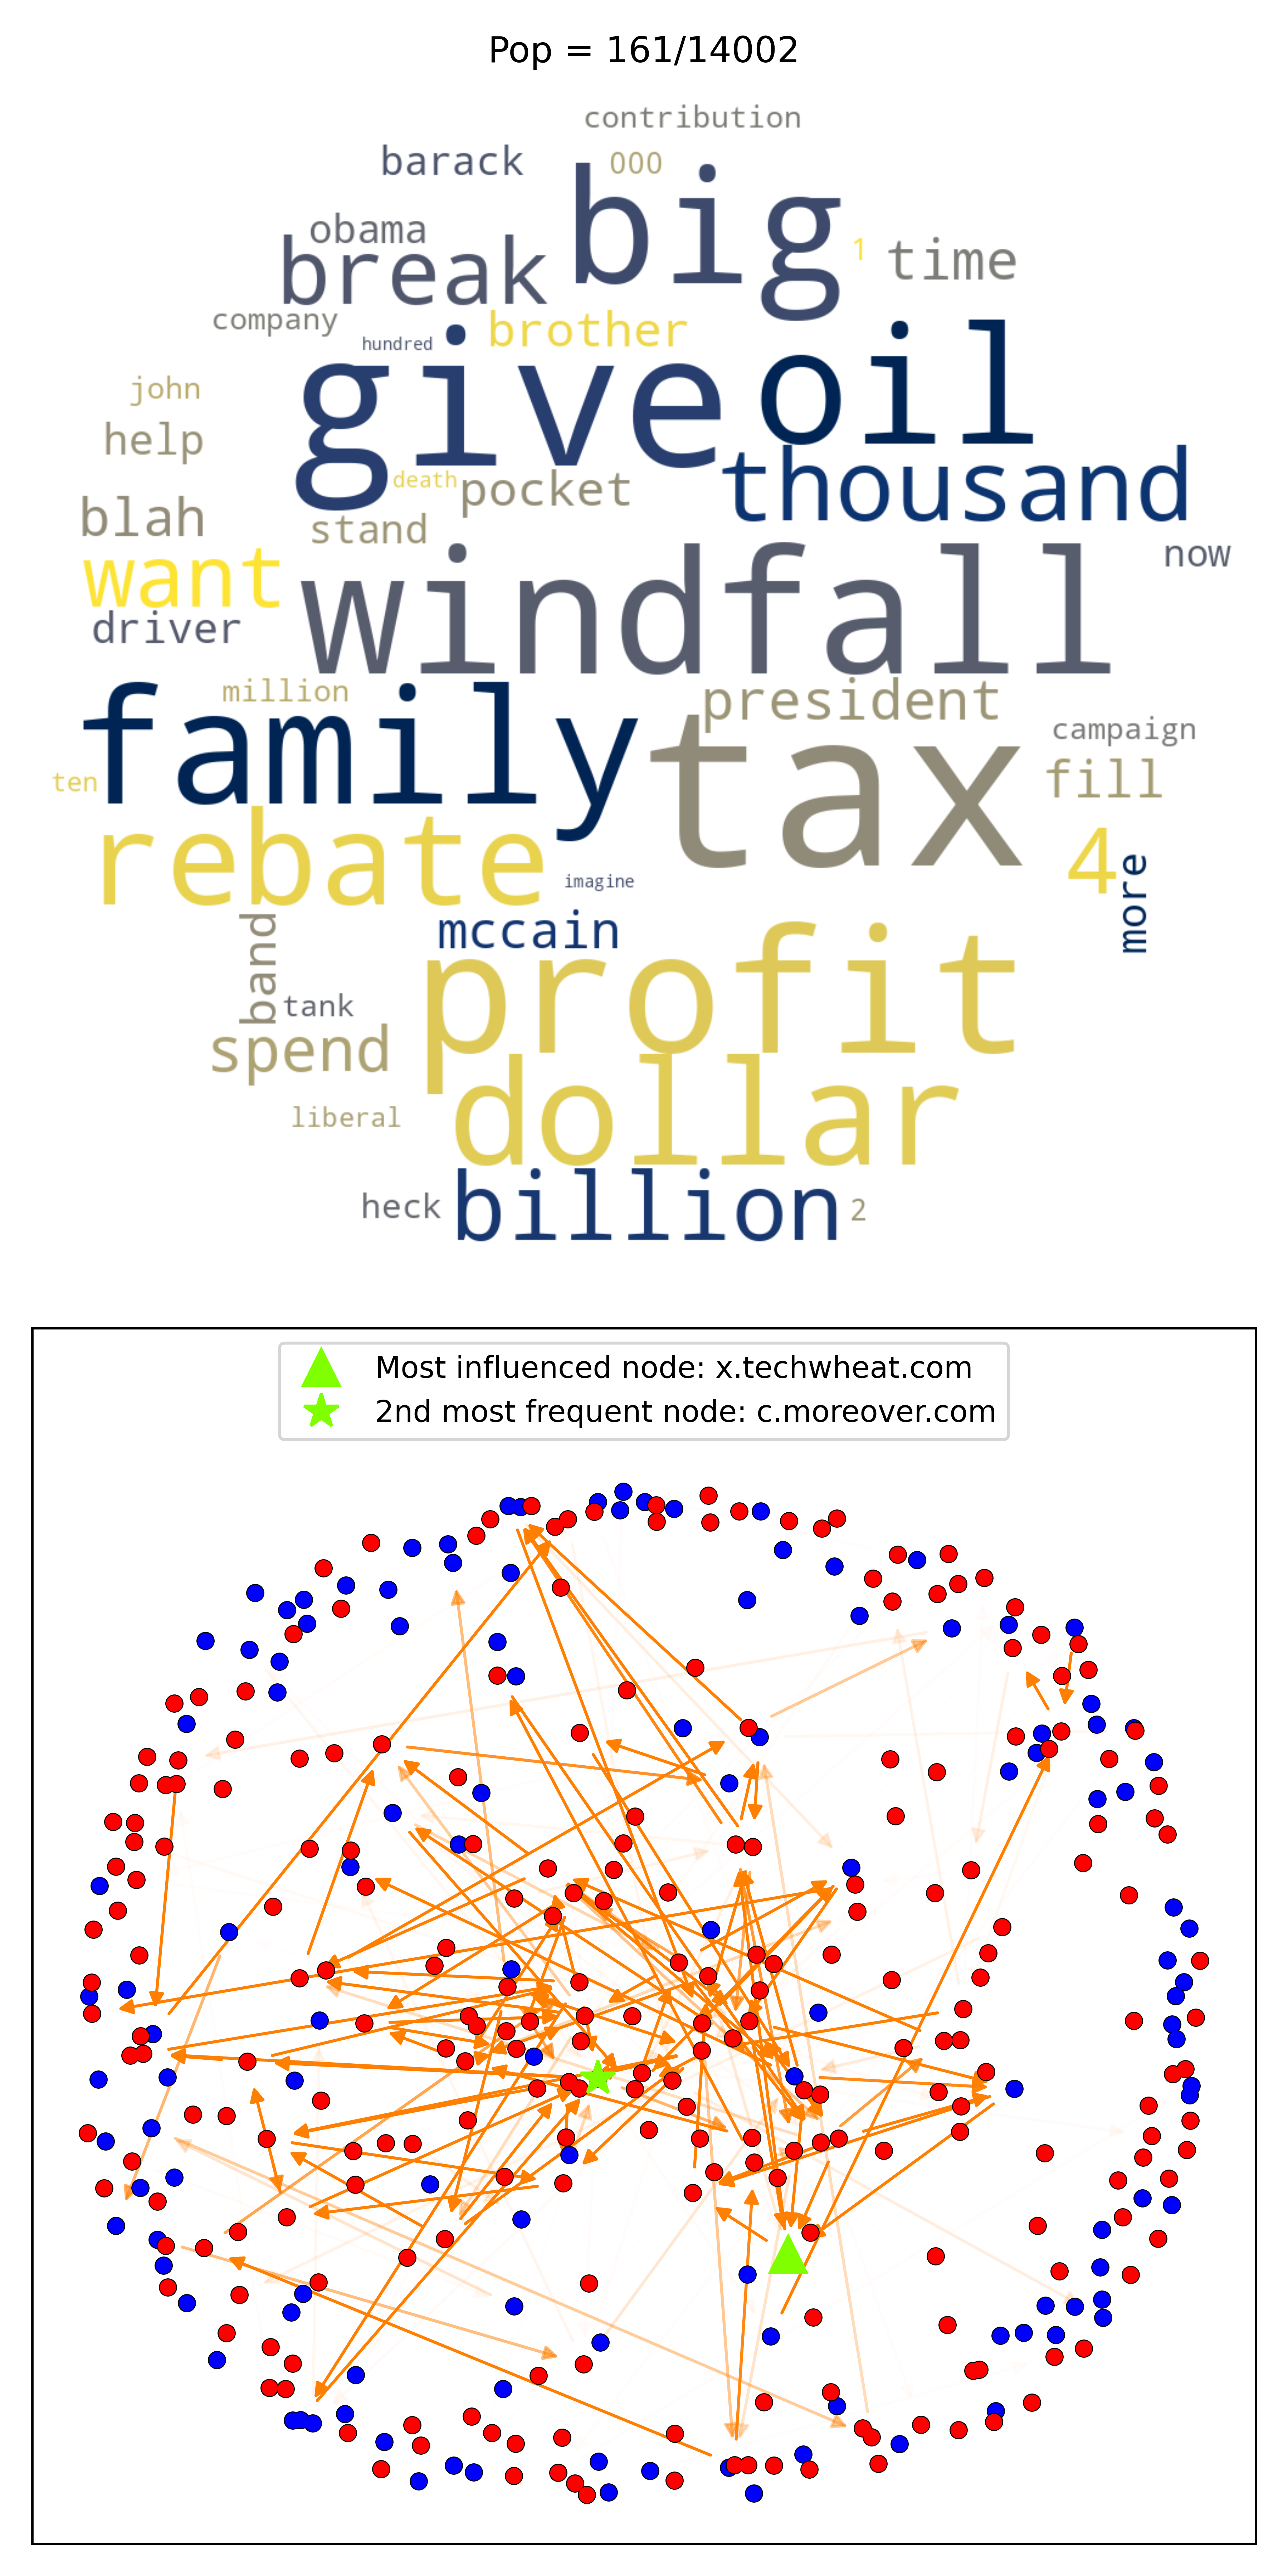 Pop = 161/14002
contribution
barack
000
big
obama
break
1
time
company
hundred
brother
give
oil
john
help
death
pocket
thousand
blah
stand
want
windfall
now
driver
million
family
president
tax
campaign
ten
fill
rebate
4
more
imagine
mccain
band
tank
profit
spend
dollar
liberal
heck
billion
2
Most influenced node: x.techwheat.com
2nd most frequent node: c.moreover.com